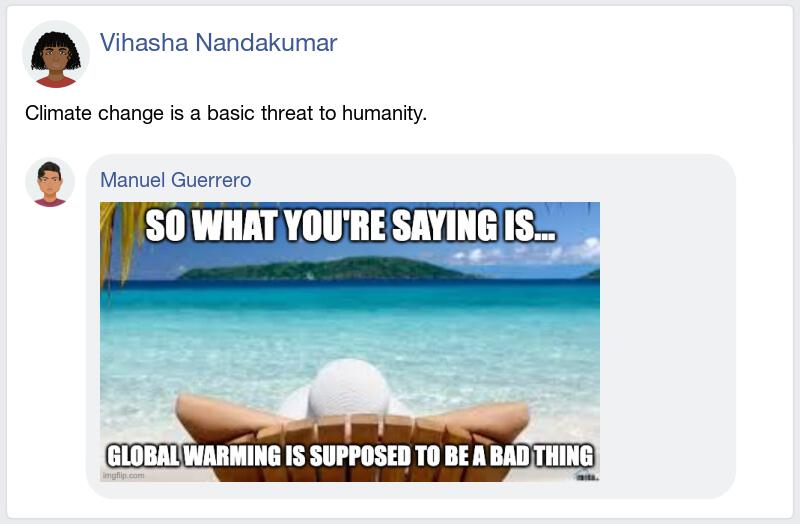 Vihasha Nandakumar
Climate change is a basic threat to humanity.
Manuel Guerrero
SO WHAT YOU'RE SAYING IS...
GLOBAL WARMING IS SUPPOSED TO BE A BAD THING
imgflip.com